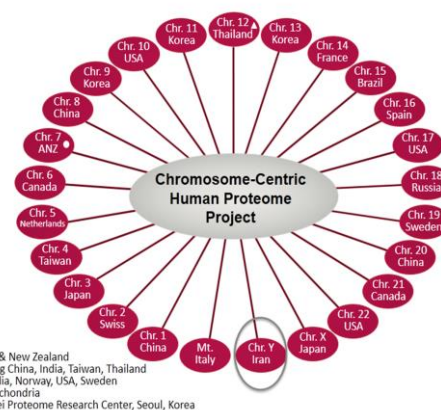 Chr. 12
Thailand
Chr. 13
Korea
Chr. 14
France
Chr. 15
Brazil
Chr. 16
Spain
Chr. 17
USA
Chr. 18
Russia
Chr. 19
Sweden
Chr. 20
China
Chr. 21
Canada
Chr. 22
USA
Chr. X
Japan
Chr. Y
Iran
Mt.
Italy
Chr. 1
China
Chr. 2
Swiss
Chr. 3
Japan
Chr. 4
Taiwan
Chr. 5
Netherlands
Chr. 6
Canada
Chr. 7
ANZ
Chr. 8
China
Chr. 9
Korea
Chr. 10
USA
Chr. 11
Korea
Chromosome-Centric
Human Proteome
Project
& New Zealand
China, India, Taiwan, Thailand
Norway, USA, Sweden
Proteome Research Center, Seoul, Korea